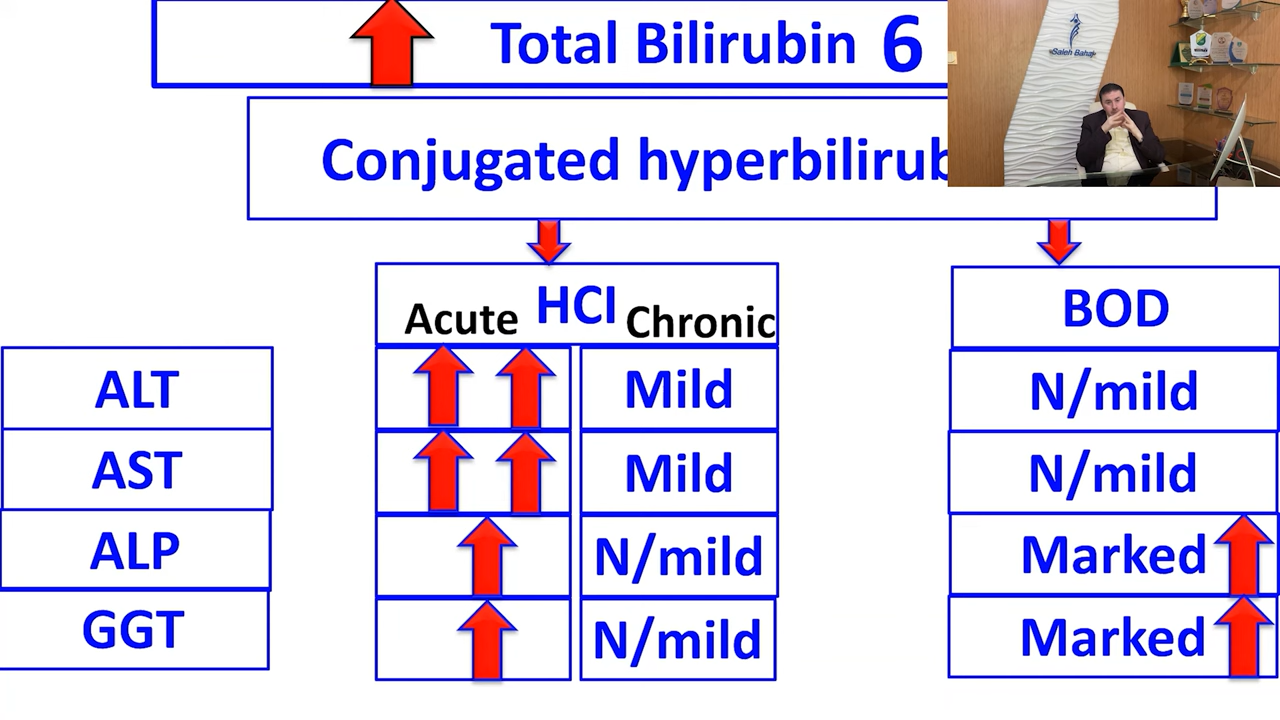 Total Bilirubin 6
Saleh Bahaj
Conjugated hyperbilirub
HCI
BOD
Acute
Chronic
ALT
Mild
N/mild
AST
Mild
N/mild
ALP
N/mild
Marked
GGT
N/mild
Marked